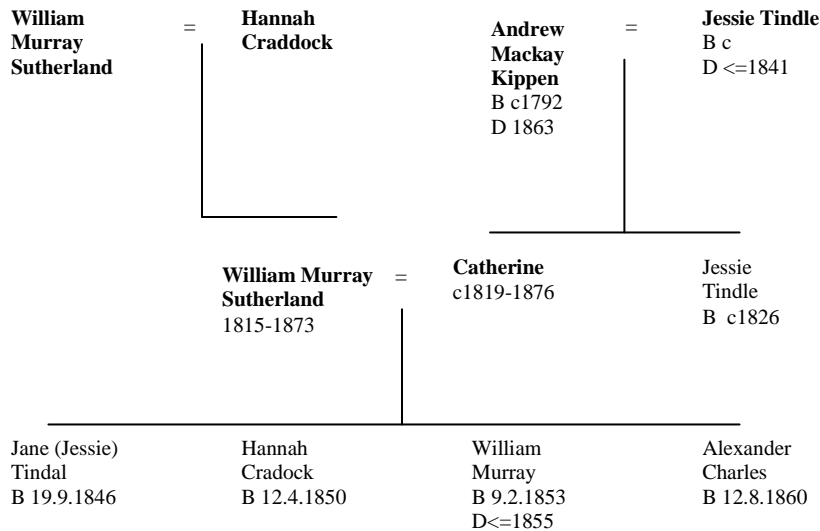 William
Murray
Sutherland
=
Hannah
Craddock
Andrew
Mackay
Kippen
B c1792
D 1863
=
Jessie Tindle
B c
D <=1841
William Murray
Sutherland
1815-1873
=
Catherine
c1819-1876
Jessie
Tindle
B c1826
Jane (Jessie)
Tindal
B 19.9.1846
Hannah
Cradock
B 12.4.1850
William
Murray
B 9.2.1853
D<=1855
Alexander
Charles
B 12.8.1860